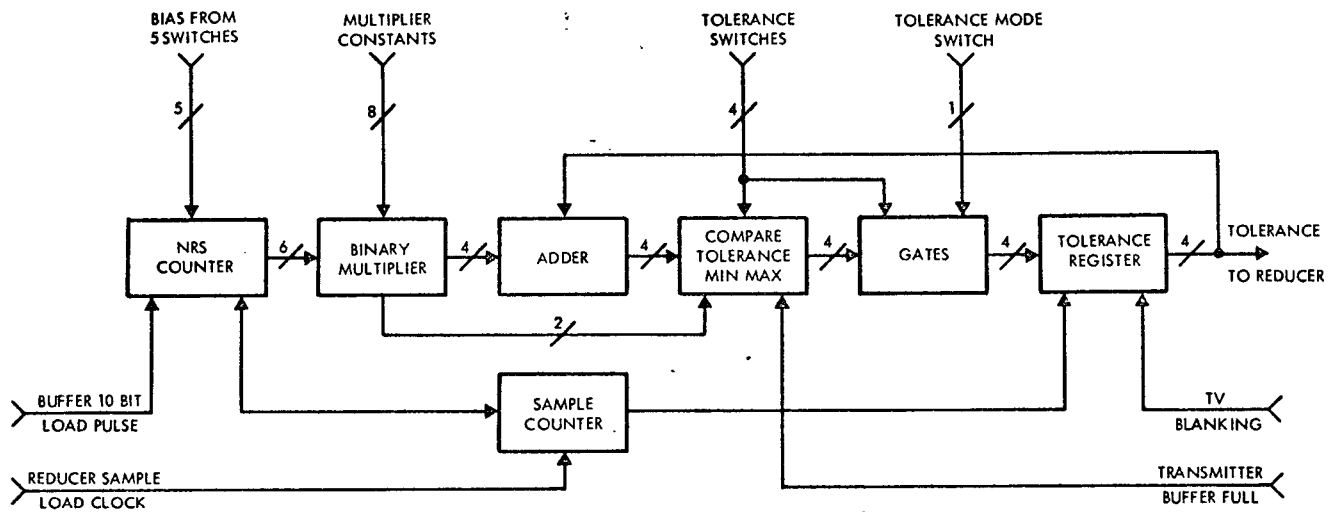 BIAS FROM
5 SWITCHES
MULTIPLIER
CONSTANTS
TOLERANCE
SWITCHES
TOLERANCE MODE
SWITCH
5
8
4
1
NRS
COUNTER
6
BINARY
MULTIPLIER
4
ADDER
4
COMPARE
TOLERANCE
MIN MAX
4
GATES
4
TOLERANCE
REGISTER
4
TOLERANCE
TO REDUCER
2
BUFFER 10 BIT
LOAD PULSE
SAMPLE
COUNTER
TV
BLANKING
REDUCER SAMPLE
LOAD CLOCK
TRANSMITTER
BUFFER FULL